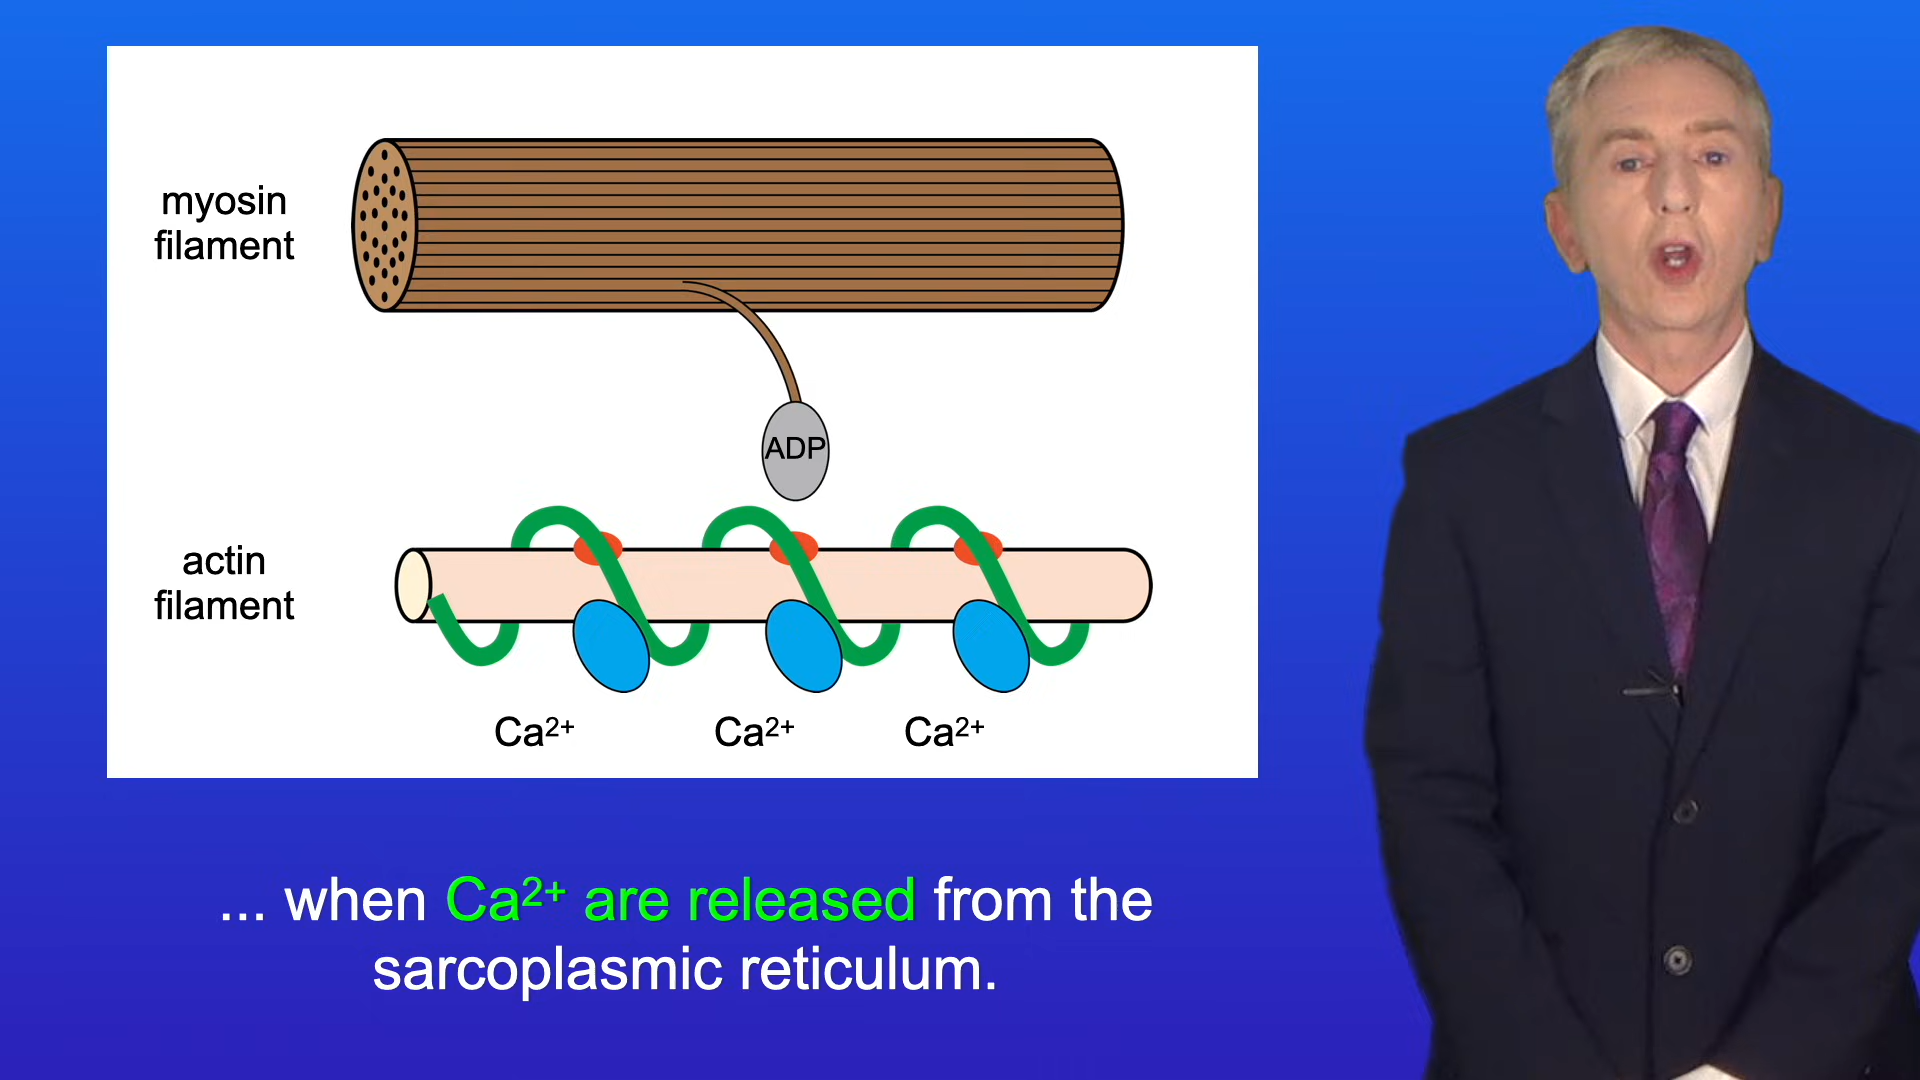 myosin
filament
ADP
actin
filament
Ca²⁺ Ca²⁺ Ca²⁺
... when Ca²⁺ are released from the
sarcoplasmic reticulum.